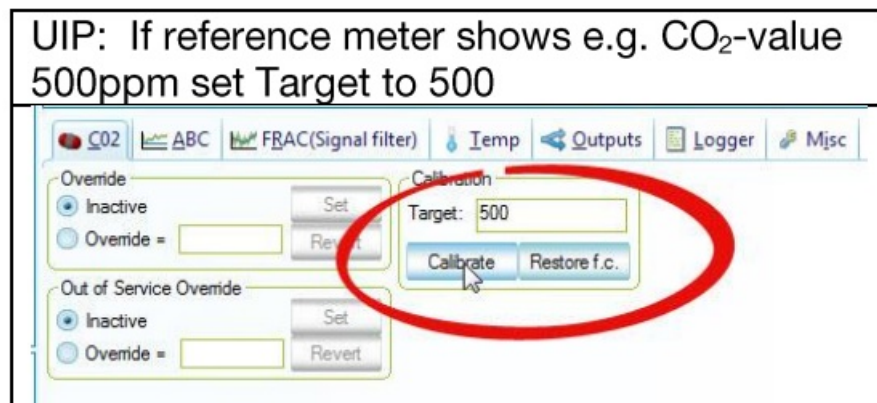 UIP: If reference meter shows e.g. CO₂-value
500ppm set Target to 500
C02 ABC FRAC(Signal filter) Temp Outputs Logger Misc
Override
Inactive Set
Override = Revert
Calibration
Target: 500
Calibrate Restore f.c.
Out of Service Override
Inactive Set
Override = Revert